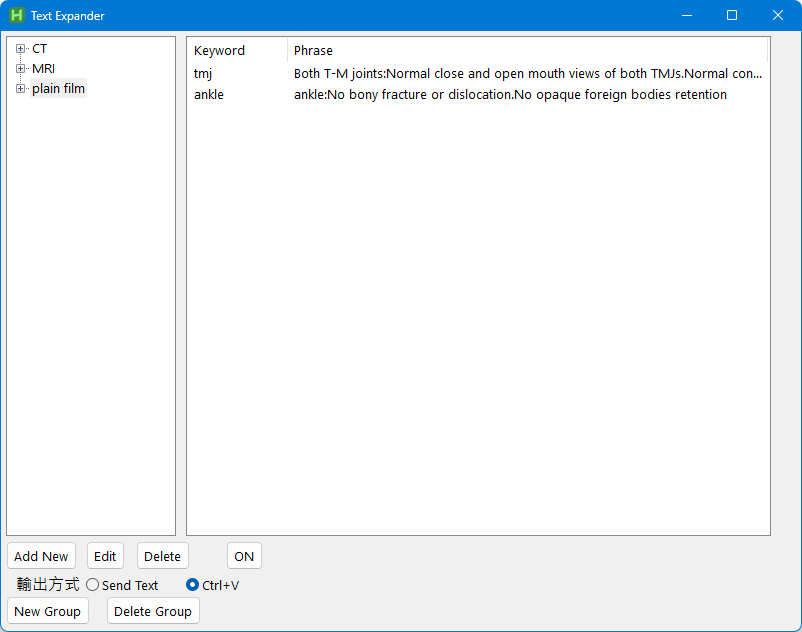 Text Expander
CT
MRI
plain film
Keyword Phrase
tmj Both T-M joints:Normal close and open mouth views of both TMJs.Normal con...
ankle ankle:No bony fracture or dislocation.No opaque foreign bodies retention
Add New Edit Delete ON
輸出方式 Send Text Ctrl+V
New Group Delete Group